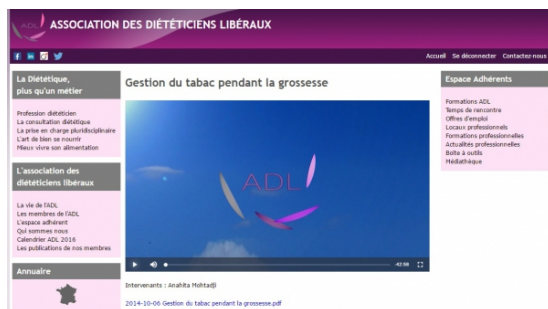 ADL
ASSOCIATION DES DIÉTÉTICIENS LIBÉRAUX
Accueil Se déconnecter Contactez-nous
La Diététique,
plus qu'un métier
Profession diététicien
La consultation diététique
La prise en charge pluridisciplinaire
L'art de bien se nourrir
Mieux vivre son alimentation
L'association des
diététiciens libéraux
La vie de l'ADL
Les membres de l'ADL
L'espace adhérent
Qui sommes nous
Calendrier ADL 2016
Les publications de nos membres
Annuaire
Gestion du tabac pendant la grossesse
ADL
42:58
Intervenants : Anahita Mohtadji
2014-10-06 Gestion du tabac pendant la grossesse.pdf
Espace Adhérents
Formations ADL
Temps de rencontre
Offres d'emploi
Locaux professionnels
Formations professionnelles
Actualités professionnelles
Boite à outils
Médiathèque